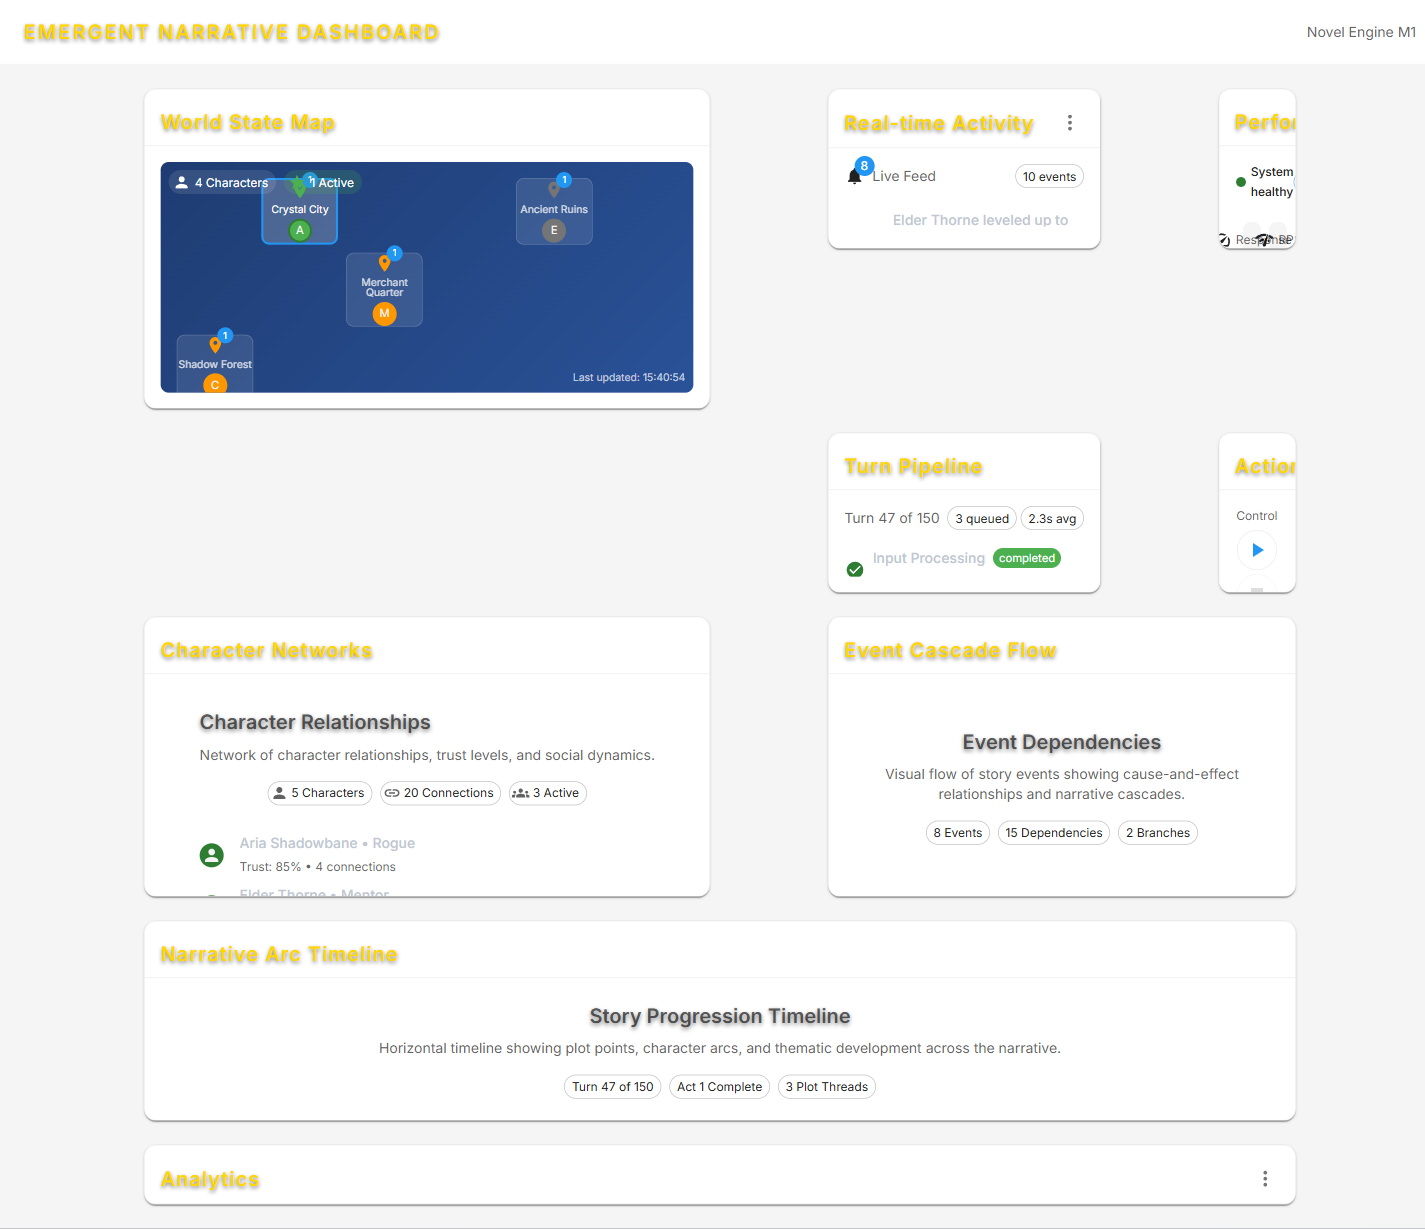 EMERGENT NARRATIVE DASHBOARD
Novel Engine M1
World State Map
4 Characters
1 Active
1
Crystal City
A
1
Ancient Ruins
E
1
Merchant
Quarter
M
1
Shadow Forest
C
Last updated: 15:40:54
Real-time Activity
8
Live Feed
10 events
Elder Thorne leveled up to
System
healthy
Turn Pipeline
Turn 47 of 150
3 queued
2.3s avg
Input Processing
completed
Control
Character Networks
Character Relationships
Network of character relationships, trust levels, and social dynamics.
5 Characters
20 Connections
3 Active
Aria Shadowbane • Rogue
Trust: 85% • 4 connections
Elder Thorne • Mentor
Event Cascade Flow
Event Dependencies
Visual flow of story events showing cause-and-effect
relationships and narrative cascades.
8 Events
15 Dependencies
2 Branches
Narrative Arc Timeline
Story Progression Timeline
Horizontal timeline showing plot points, character arcs, and thematic development across the narrative.
Turn 47 of 150
Act 1 Complete
3 Plot Threads
Analytics